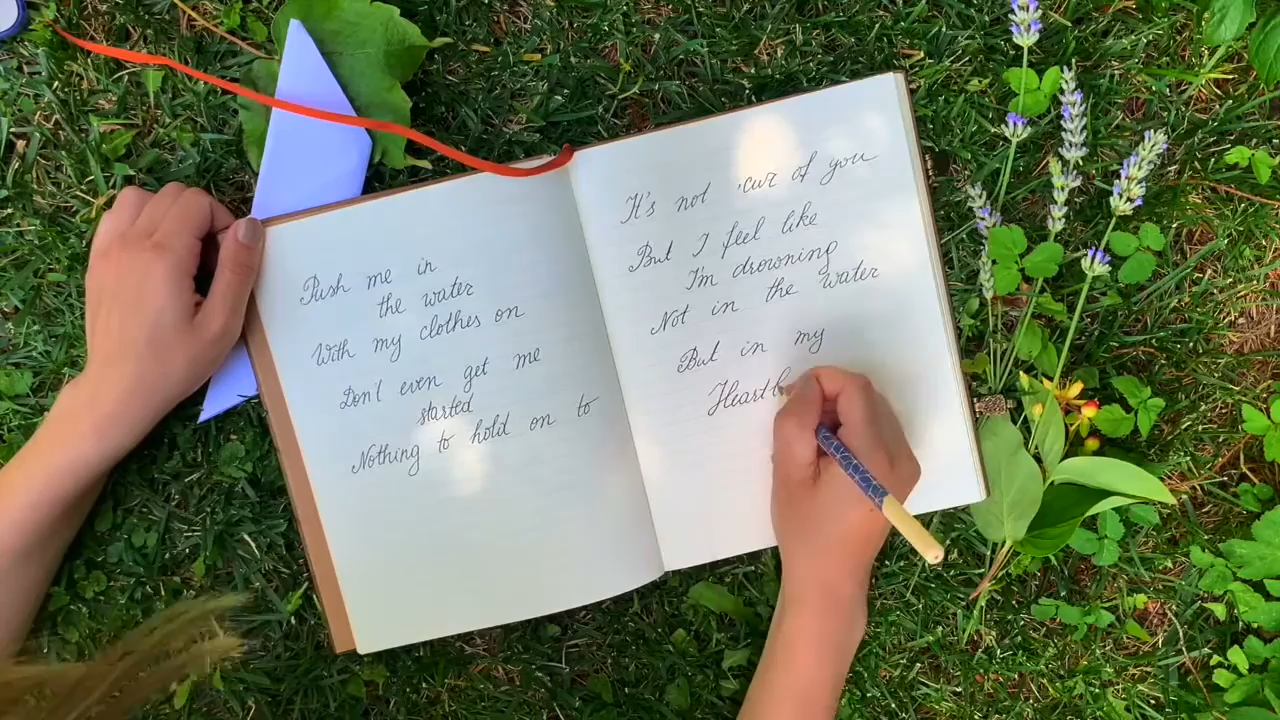 Push me in
the water
With my clothes on
Don't even get me
started
Nothing to hold on to
It's not 'cuz of you
But I feel like
I'm drowning
Not in the water
But in my
Heartb